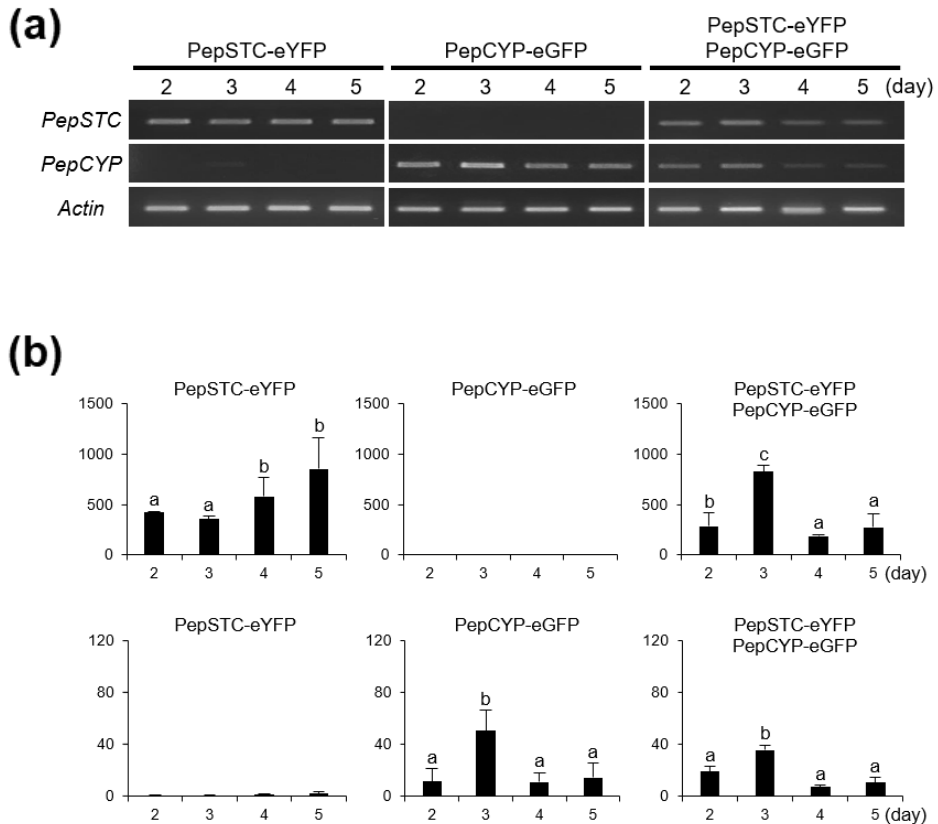 (a)
PepSTC-eYFP PepCYP-eGFP PepSTC-eYFP
PepCYP-eGFP
2 3 4 5 2 3 4 5 2 3 4 5 (day)
PepSTC
PepCYP
Actin
(b)
PepSTC-eYFP PepCYP-eGFP PepSTC-eYFP
PepCYP-eGFP
1500 1500 1500
1000 1000 1000
500 500 500
0 0 0
a a b b b c a a
2 3 4 5 2 3 4 5 2 3 4 5 (day)
PepSTC-eYFP PepCYP-eGFP PepSTC-eYFP
PepCYP-eGFP
120 120 120
80 80 80
40 40 40
0 0 0
a b a a a b a a
2 3 4 5 2 3 4 5 2 3 4 5 (day)